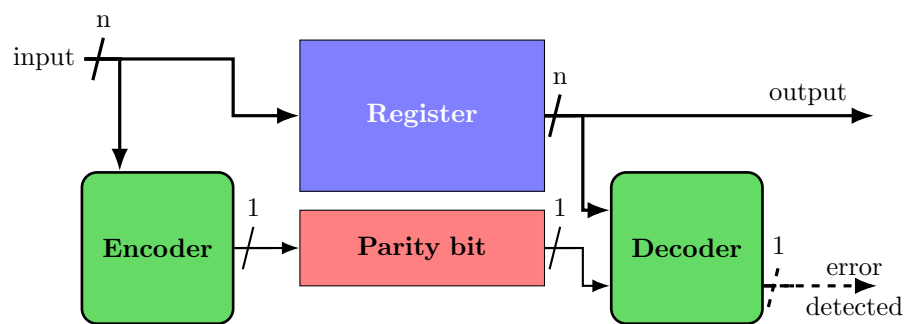 n
input
n
output
Register
Encoder
1
Parity bit
1
Decoder
1
error
detected